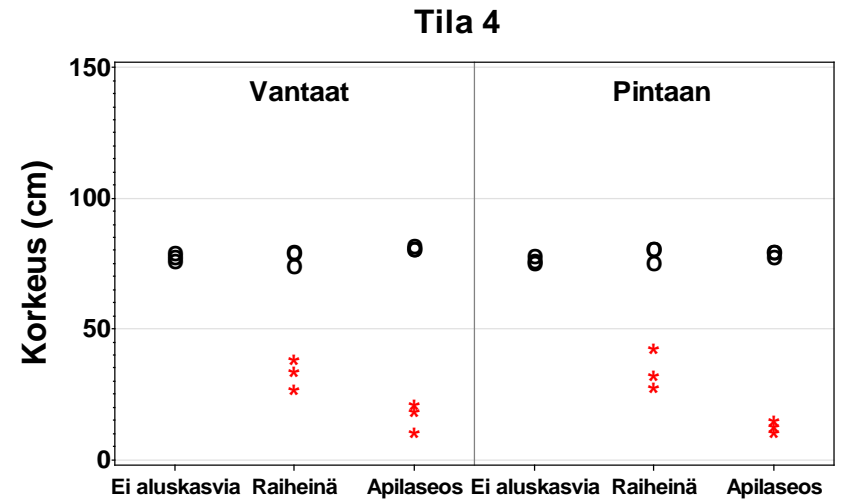 Tila 4
Korkeus (cm)
150
100
50
0
Vantaat
Pintaan
Ei aluskasvia Raiheinä Apilaseos Ei aluskasvia Raiheinä Apilaseos